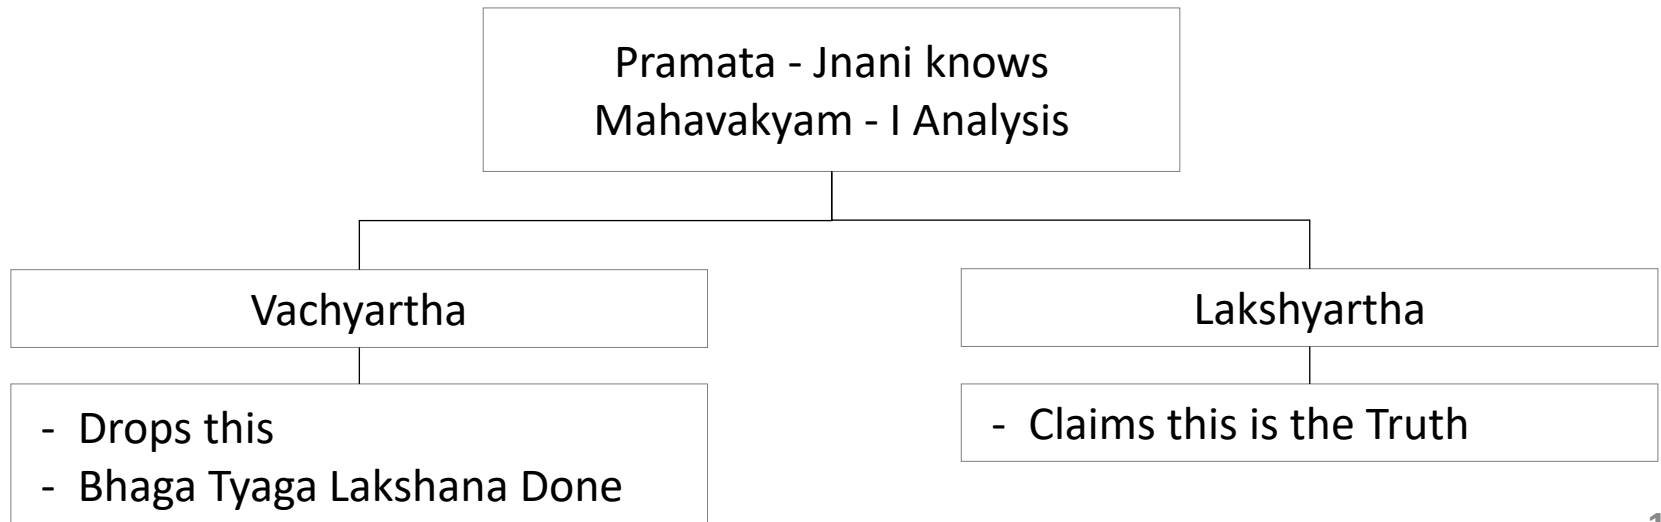 Pramata - Jnani knows
Mahavakyam - I Analysis
Vachyartha
Lakshyartha
- Drops this
- Bhaga Tyaga Lakshana Done
- Claims this is the Truth